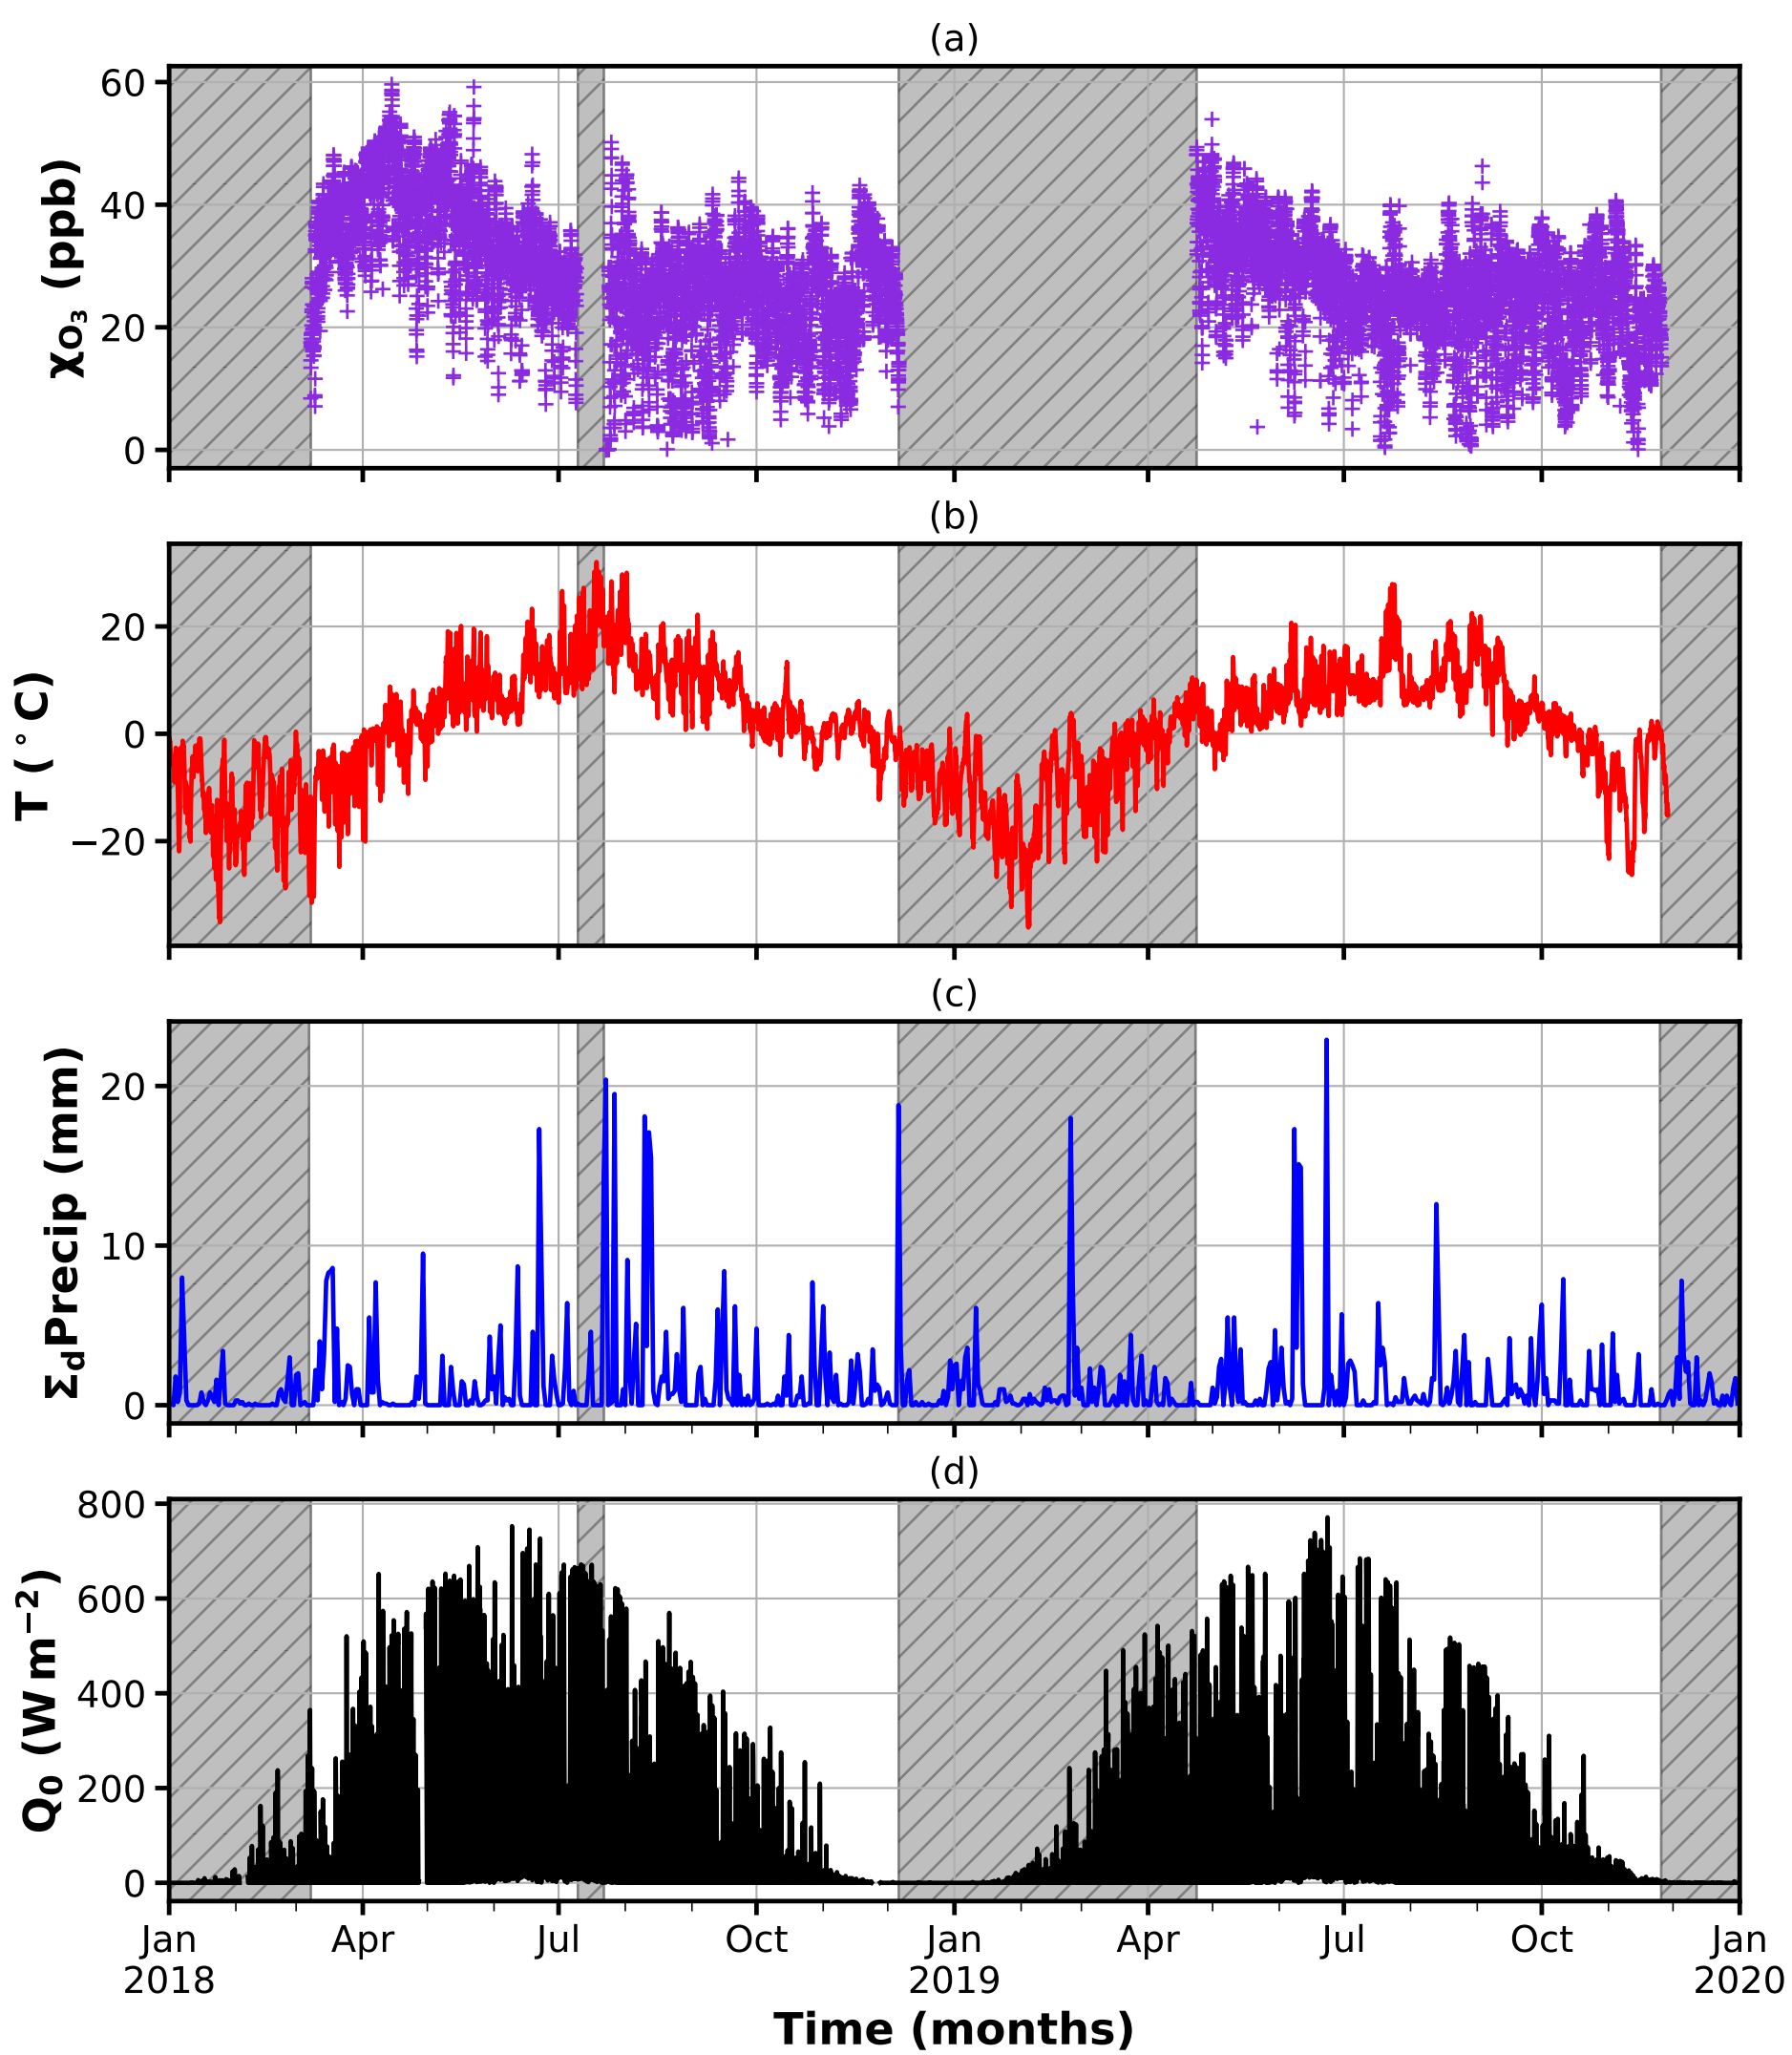 (a)
60
40
20
0
χO₃ (ppb)
(b)
20
0
−20
T (°C)
(c)
20
10
0
ΣdPrecip (mm)
(d)
800
600
400
200
0
Q₀ (W m⁻²)
Jan Apr Jul Oct Jan Apr Jul Oct Jan
2018 2019 2020
Time (months)